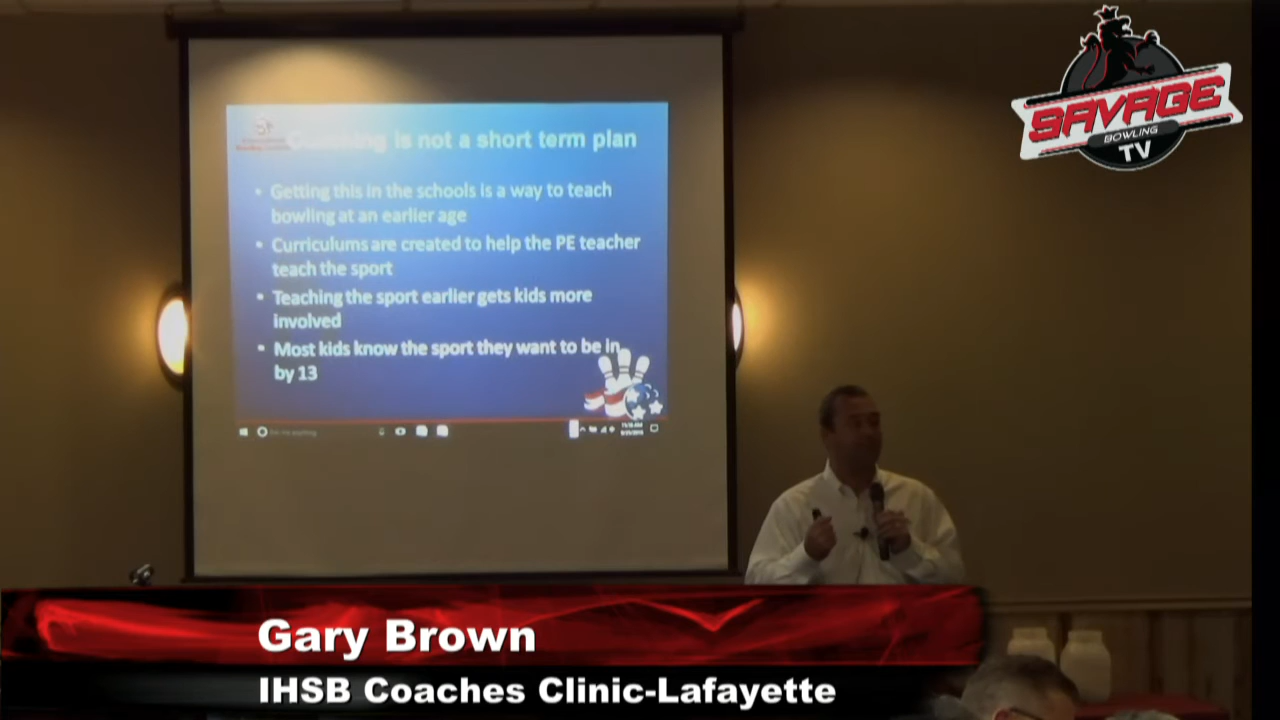 SAVAGE
BOWLING
TV
is not a short term plan
• Getting this in the schools is a way to teach
bowling at an earlier age
• Curriculums are created to help the PE teacher
teach the sport
• Teaching the sport earlier gets kids more
involved
• Most kids know the sport they want to be in
by 13
Gary Brown
IHSB Coaches Clinic-Lafayette